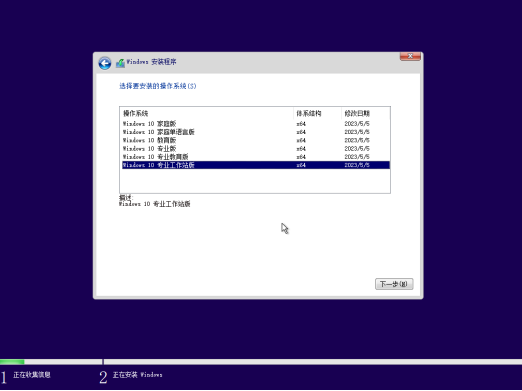 Windows 安装程序
选择要安装的操作系统(S)
操作系统 体系结构 修改日期
Windows 10 家庭版 x64 2023/5/5
Windows 10 家庭单语言版 x64 2023/5/5
Windows 10 教育版 x64 2023/5/5
Windows 10 专业版 x64 2023/5/5
Windows 10 专业教育版 x64 2023/5/5
Windows 10 专业工作站版 x64 2023/5/5
描述:
Windows 10 专业工作站版
下一步(N)
1 正在收集信息 2 正在安装 Windows